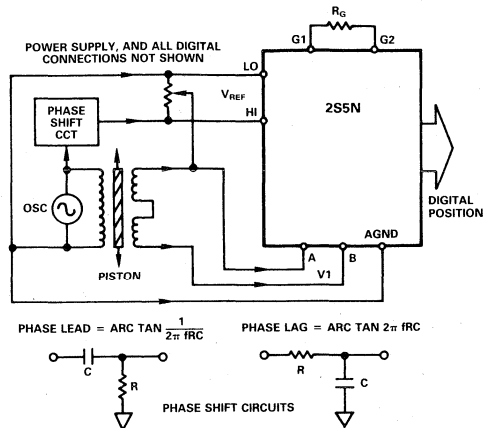 R_G
G1 G2
POWER SUPPLY, AND ALL DIGITAL
CONNECTIONS NOT SHOWN
LO
V_REF
2S5N
HI
PHASE
SHIFT
CCT
OSC
DIGITAL
POSITION
AGND
PISTON
A V1 B
PHASE LEAD = ARC TAN 1/2π fRC
PHASE LAG = ARC TAN 2π fRC
C
R
R
C
PHASE SHIFT CIRCUITS